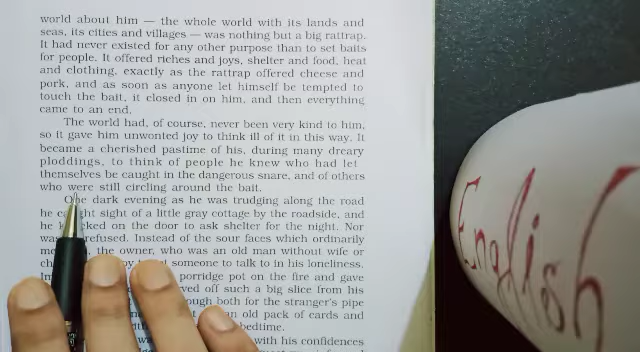 world about him — the whole world with its lands and
seas, its cities and villages — was nothing but a big rattrap.
It had never existed for any other purpose than to set baits
for people. It offered riches and joys, shelter and food, heat
and clothing, exactly as the rattrap offered cheese and
pork, and as soon as anyone let himself be tempted to
touch the bait, it closed in on him, and then everything
came to an end.
The world had, of course, never been very kind to him,
so it gave him unwonted joy to think ill of it in this way. It
became a cherished pastime of his, during many dreary
ploddings, to think of people he knew who had let
themselves be caught in the dangerous snare, and of others
who were still circling around the bait.
One dark evening as he was trudging along the road
he caught sight of a little gray cottage by the roadside, and
he knocked on the door to ask shelter for the night. Nor
was refused. Instead of the sour faces which ordinarily
the owner, who was an old man without wife or
someone to talk to in his loneliness.
porridge pot on the fire and gave
off such a big slice from his
both for the stranger's pipe
an old pack of cards and
bedtime.
with his confidences
English